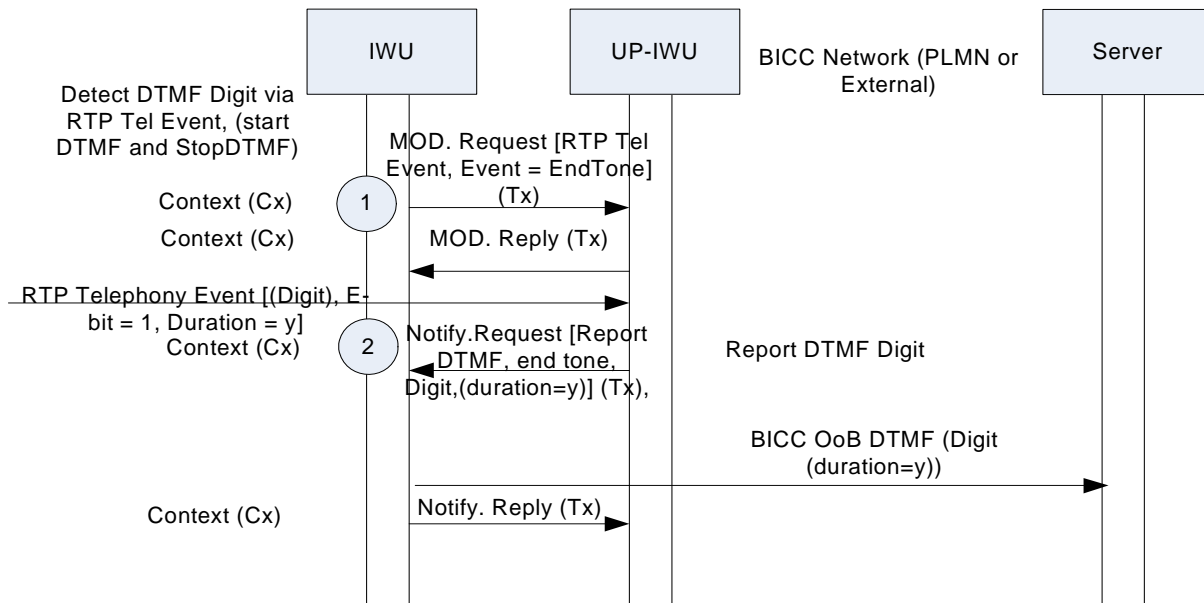 IWU
UP-IWU
BICC Network (PLMN or
External)
Server
Detect DTMF Digit via
RTP Tel Event, (start
DTMF and StopDTMF)
MOD. Request [RTP Tel
Event, Event = EndTone]
(Tx)
Context (Cx)
1
Context (Cx)
MOD. Reply (Tx)
RTP Telephony Event [(Digit), E-
bit = 1, Duration = y]
Context (Cx)
2
Notify.Request [Report
DTMF, end tone,
Digit,(duration=y)] (Tx),
Report DTMF Digit
BICC OoB DTMF (Digit
(duration=y))
Context (Cx)
Notify. Reply (Tx)